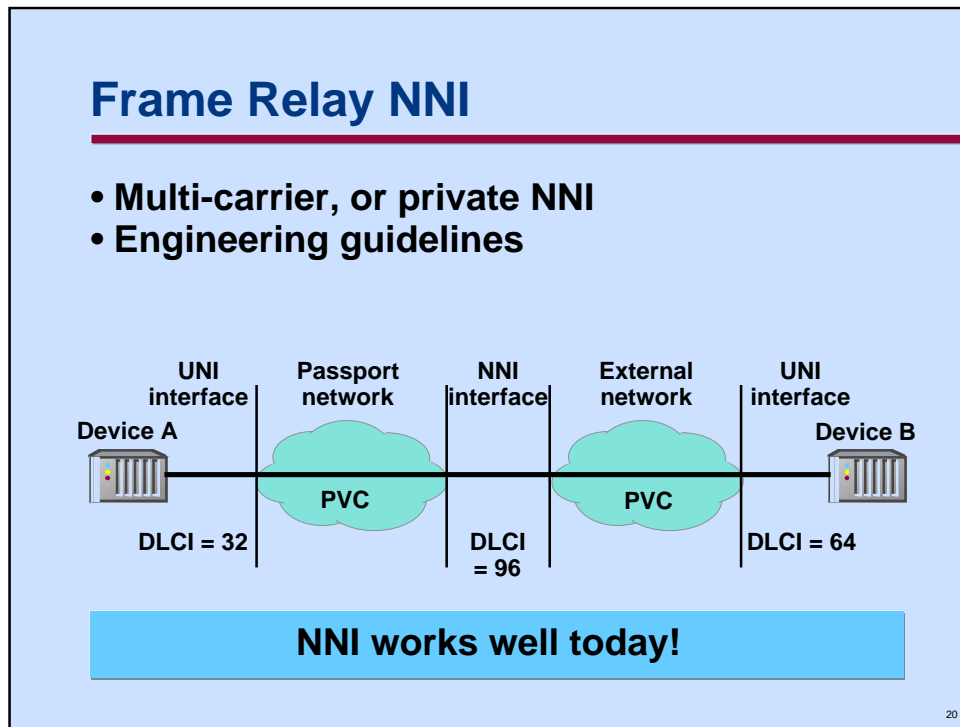 Frame Relay NNI
• Multi-carrier, or private NNI
• Engineering guidelines
UNI
interface
Passport
network
NNI
interface
External
network
UNI
interface
Device A
Device B
PVC
PVC
DLCI = 32
DLCI
= 96
DLCI = 64
NNI works well today!
20